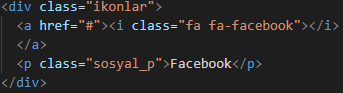 <div class="ikonlar">
<a href="#"><i class="fa fa-facebook"></i>
</a>
<p class="sosyal_p">Facebook</p>
</div>